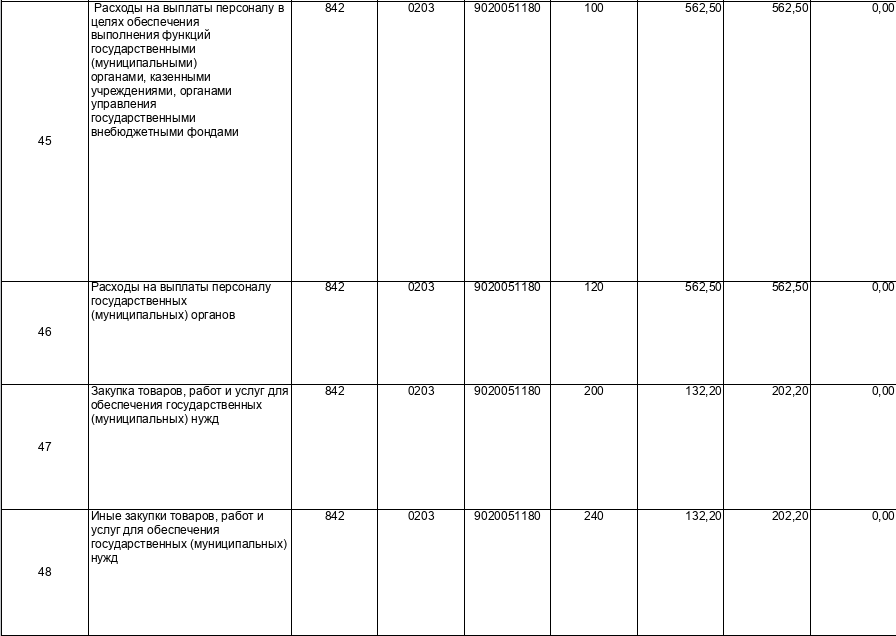 Расходы на выплаты персоналу в 842 0203 9020051180 100 562,50 562,50 0,00
целях обеспечения
выполнения функций
государственными
(муниципальными)
органами, казенными
учреждениями, органами
управления
государственными
внебюджетными фондами
45
Расходы на выплаты персоналу 842 0203 9020051180 120 562,50 562,50 0,00
государственных
(муниципальных) органов
46
Закупка товаров, работ и услуг для 842 0203 9020051180 200 132,20 202,20 0,00
обеспечения государственных
(муниципальных) нужд
47
Иные закупки товаров, работ и 842 0203 9020051180 240 132,20 202,20 0,00
услуг для обеспечения
государственных (муниципальных)
нужд
48